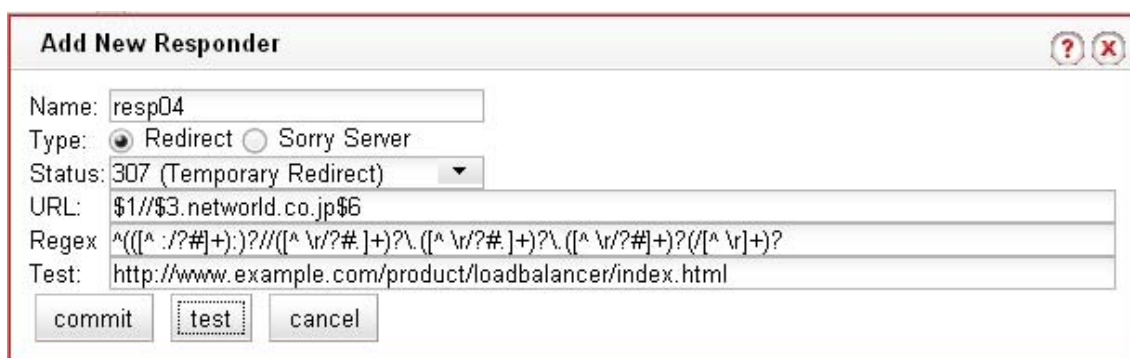 Add New Responder ? X
Name: resp04
Type: Redirect Sorry Server
Status: 307 (Temporary Redirect)
URL: $1//$3.networld.co.jp$6
Regex ^(([^ :/?#]+):)?//([^ \r/?#.]+)?\.([^ \r/?#.]+)?\.([^ \r/?#]+)?(/[^ \r]+)?
Test: http://www.example.com/product/loadbalancer/index.html
commit test cancel